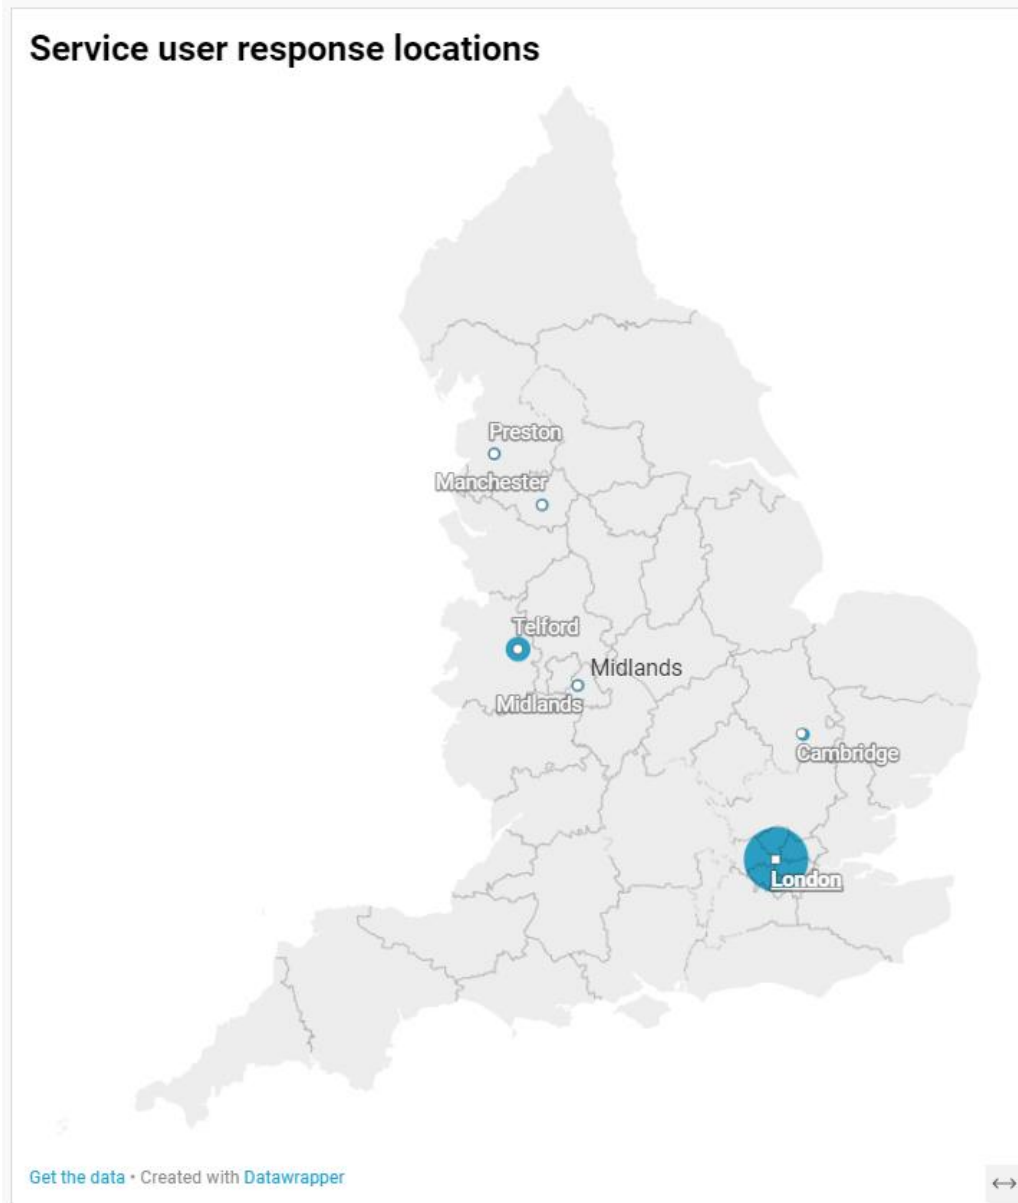 Service user response locations
Preston
Manchester
Telford
Midlands
Midlands
Cambridge
London
Get the data • Created with Datawrapper